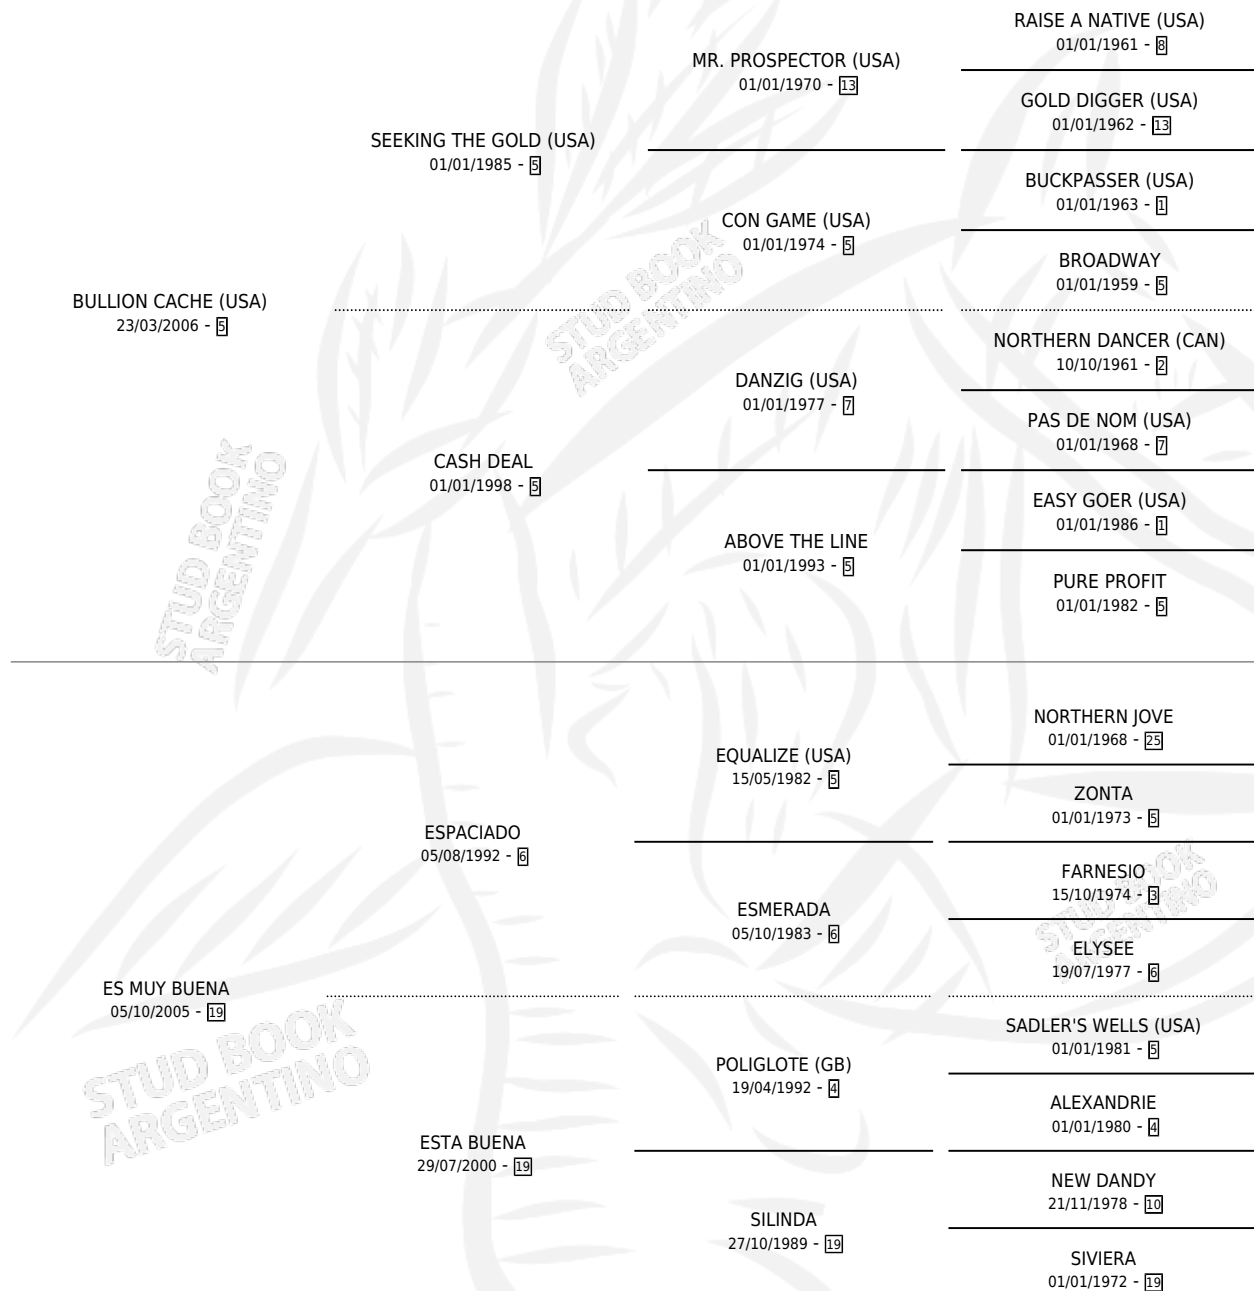 RAISE A NATIVE (USA)
01/01/1961 - 8
MR. PROSPECTOR (USA)
01/01/1970 - 13
GOLD DIGGER (USA)
01/01/1962 - 13
SEEKING THE GOLD (USA)
01/01/1985 - 5
BUCKPASSER (USA)
01/01/1963 - 1
CON GAME (USA)
01/01/1974 - 5
BROADWAY
01/01/1959 - 5
BULLION CACHE (USA)
23/03/2006 - 5
NORTHERN DANCER (CAN)
10/10/1961 - 2
DANZIG (USA)
01/01/1977 - 7
PAS DE NOM (USA)
01/01/1968 - 7
CASH DEAL
01/01/1998 - 5
EASY GOER (USA)
01/01/1986 - 1
ABOVE THE LINE
01/01/1993 - 5
PURE PROFIT
01/01/1982 - 5
NORTHERN JOVE
01/01/1968 - 25
EQUALIZE (USA)
15/05/1982 - 5
ZONTA
01/01/1973 - 5
ESPACIADO
05/08/1992 - 6
FARNESIO
15/10/1974 - 3
ESMERADA
05/10/1983 - 6
ELYSEE
19/07/1977 - 6
ES MUY BUENA
05/10/2005 - 19
SADLER'S WELLS (USA)
01/01/1981 - 5
POLIGLOTE (GB)
19/04/1992 - 4
ALEXANDRIE
01/01/1980 - 4
ESTA BUENA
29/07/2000 - 19
NEW DANDY
21/11/1978 - 10
SILINDA
27/10/1989 - 19
SIVIERA
01/01/1972 - 19
STUD BOOK
ARGENTINO
STUD BOOK
ARGENTINO
STUD BOOK
ARGENTINO
STUD BOOK
ARGENTINO